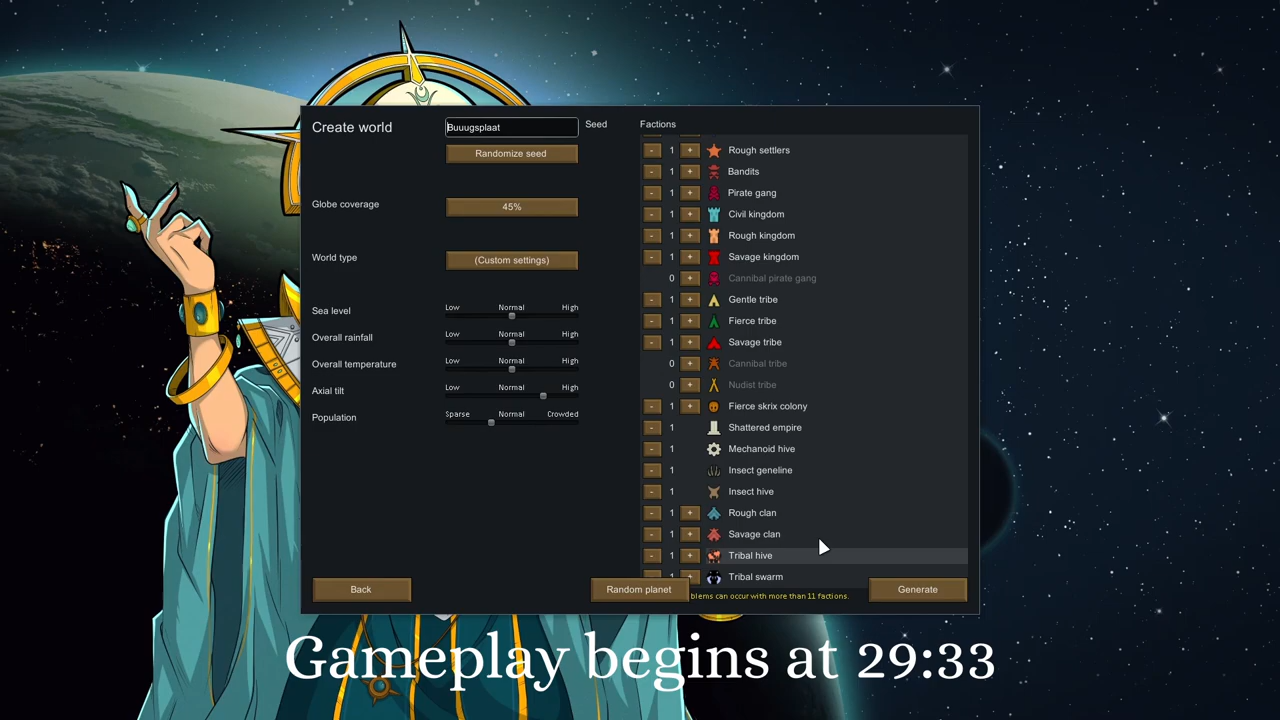 Create world
Buuugsplaat
Seed
Randomize seed
Globe coverage
45%
World type
(Custom settings)
Sea level
Low Normal High
Overall rainfall
Low Normal High
Overall temperature
Low Normal High
Axial tilt
Low Normal High
Population
Sparse Normal Crowded
Factions
- 1 + Rough settlers
- 1 + Bandits
- 1 + Pirate gang
- 1 + Civil kingdom
- 1 + Rough kingdom
- 1 + Savage kingdom
0 + Cannibal pirate gang
- 1 + Gentle tribe
- 1 + Fierce tribe
- 1 + Savage tribe
0 + Cannibal tribe
0 + Nudist tribe
- 1 + Fierce skrix colony
- 1 Shattered empire
- 1 Mechanoid hive
- 1 Insect geneline
- 1 Insect hive
- 1 + Rough clan
- 1 + Savage clan
- 1 + Tribal hive
- 1 + Tribal swarm
Back
Random planet
blems can occur with more than 11 factions.
Generate
Gameplay begins at 29:33